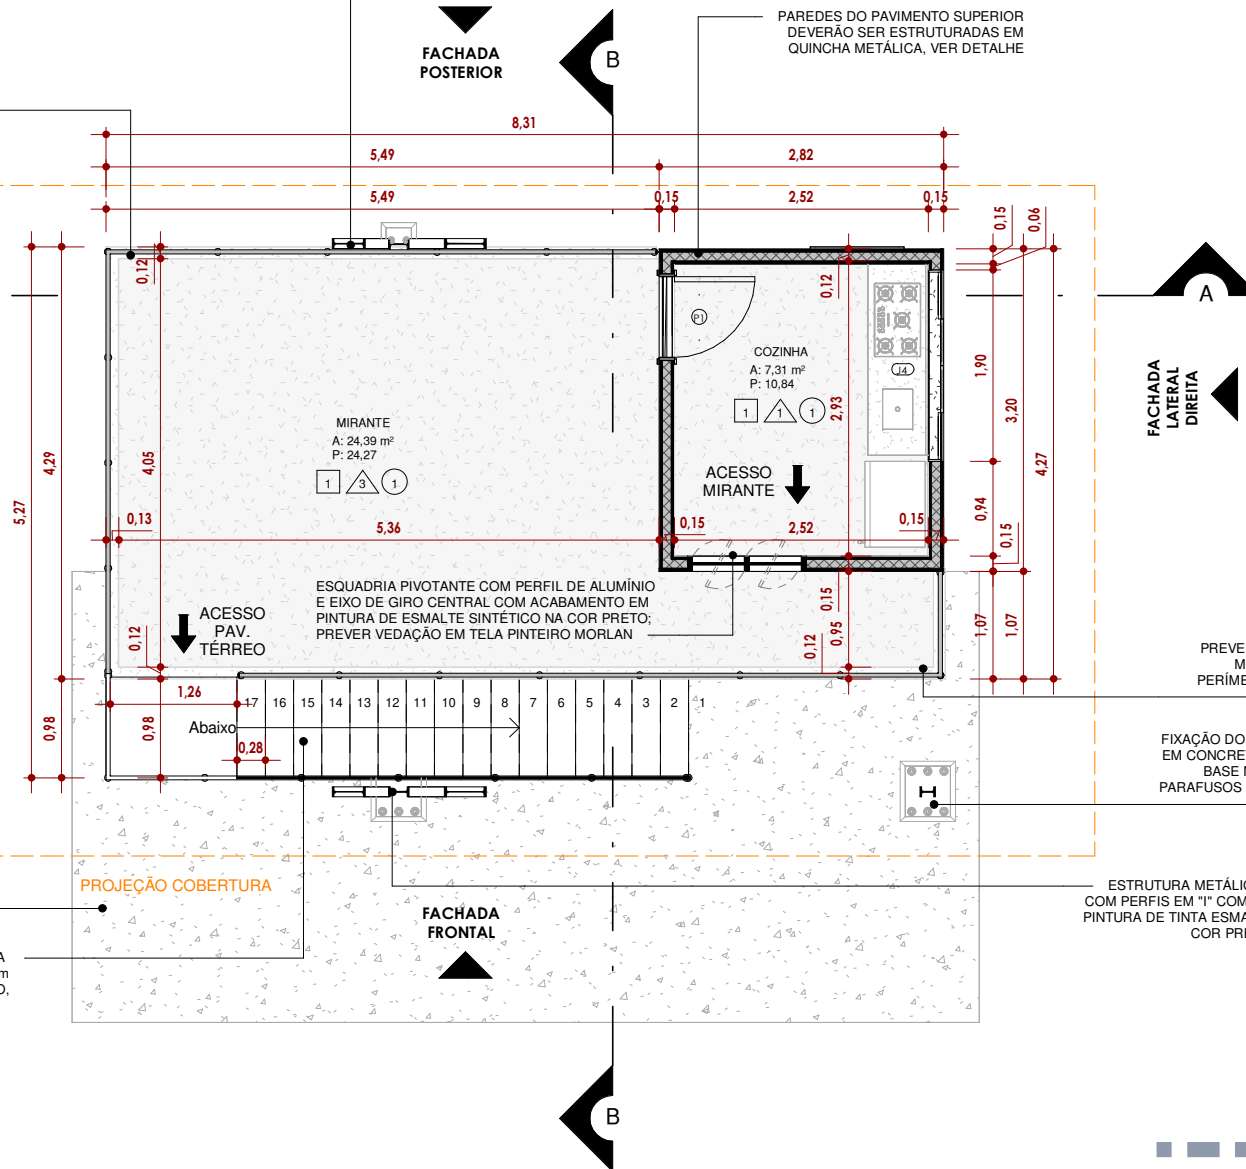 PAREDES DO PAVIMENTO SUPERIOR
DEVERÃO SER ESTRUTURADAS EM
QUINCHA METÁLICA, VER DETALHE
FACHADA
POSTERIOR
B
8,31
5,49
2,82
5,49
0,15
2,52
0,15
0,15
0,06
0,12
0,12
A
P1
COZINHA
A: 7,31 m²
P: 10,84
1
1
1
J4
2,93
1,90
3,20
4,27
FACHADA
LATERAL
DIREITA
MIRANTE
A: 24,39 m²
P: 24,27
1
3
1
4,29
4,05
5,27
ACESSO
MIRANTE
0,13
5,36
0,15
2,52
0,15
0,94
0,15
ESQUADRIA PIVOTANTE COM PERFIL DE ALUMÍNIO
E EIXO DE GIRO CENTRAL COM ACABAMENTO EM
PINTURA DE ESMALTE SINTÉTICO NA COR PRETO;
PREVER VEDAÇÃO EM TELA PINTEIRO MORLAN
ACESSO
PAV.
TÉRREO
0,12
0,15
0,95
0,12
1,07
1,07
PREVE
M
PERÍME
1,26
17 16 15 14 13 12 11 10 9 8 7 6 5 4 3 2 1
Abaixo
0,28
0,98
0,98
FIXAÇÃO DO
EM CONCRE
BASE
PARAFUSOS
PROJEÇÃO COBERTURA
ESTRUTURA METÁLIC
COM PERFIS EM "I" COM
PINTURA DE TINTA ESMA
COR PRE
FACHADA
FRONTAL
A
m
O,
B